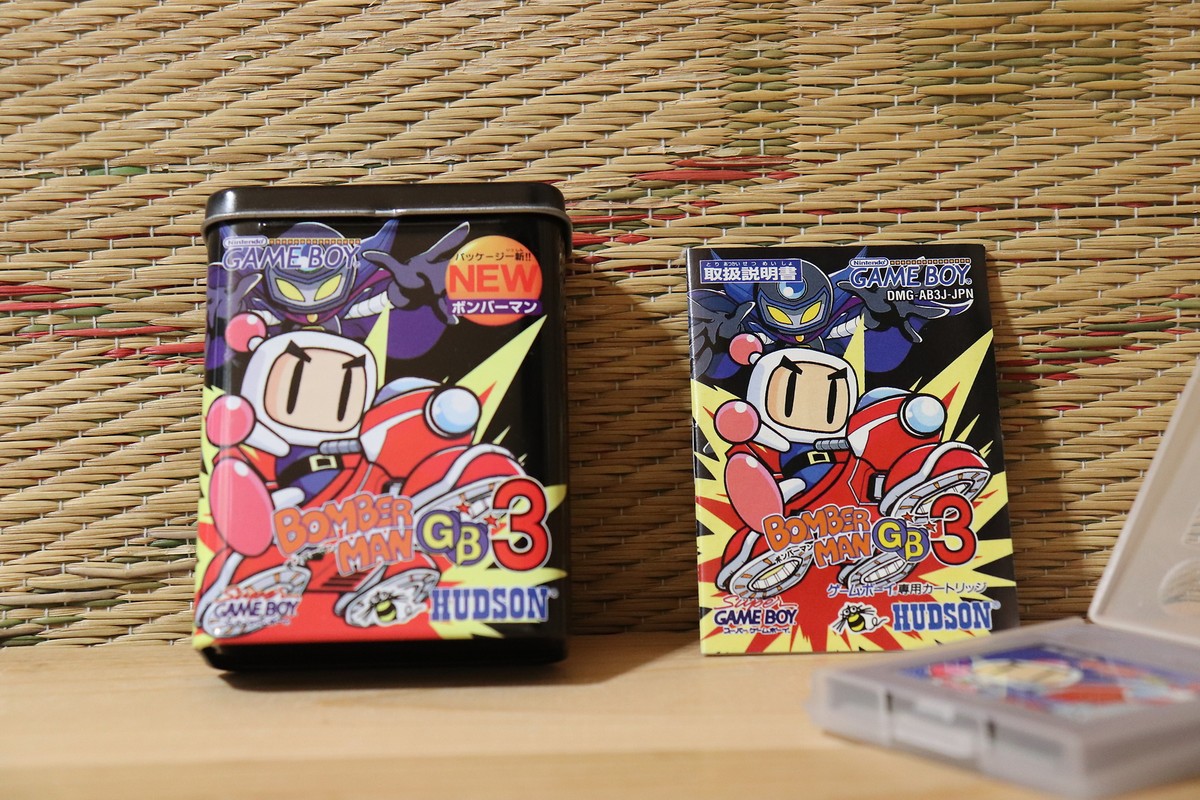 Nintendo
GAME BOY
パッケージ一新!!
NEW
ボンバーマン
BOMBER
MAN
GB 3
Super
GAME BOY
HUDSON
とりあつかいせつめいしょ
取扱説明書
Nintendo
GAME BOY
DMG-AB3J-JPN
BOMBER
MAN
ボンバーマン
GB 3
ゲームボーイ専用カートリッジ
Super
GAME BOY
スーパーゲームボーイ
HUDSON